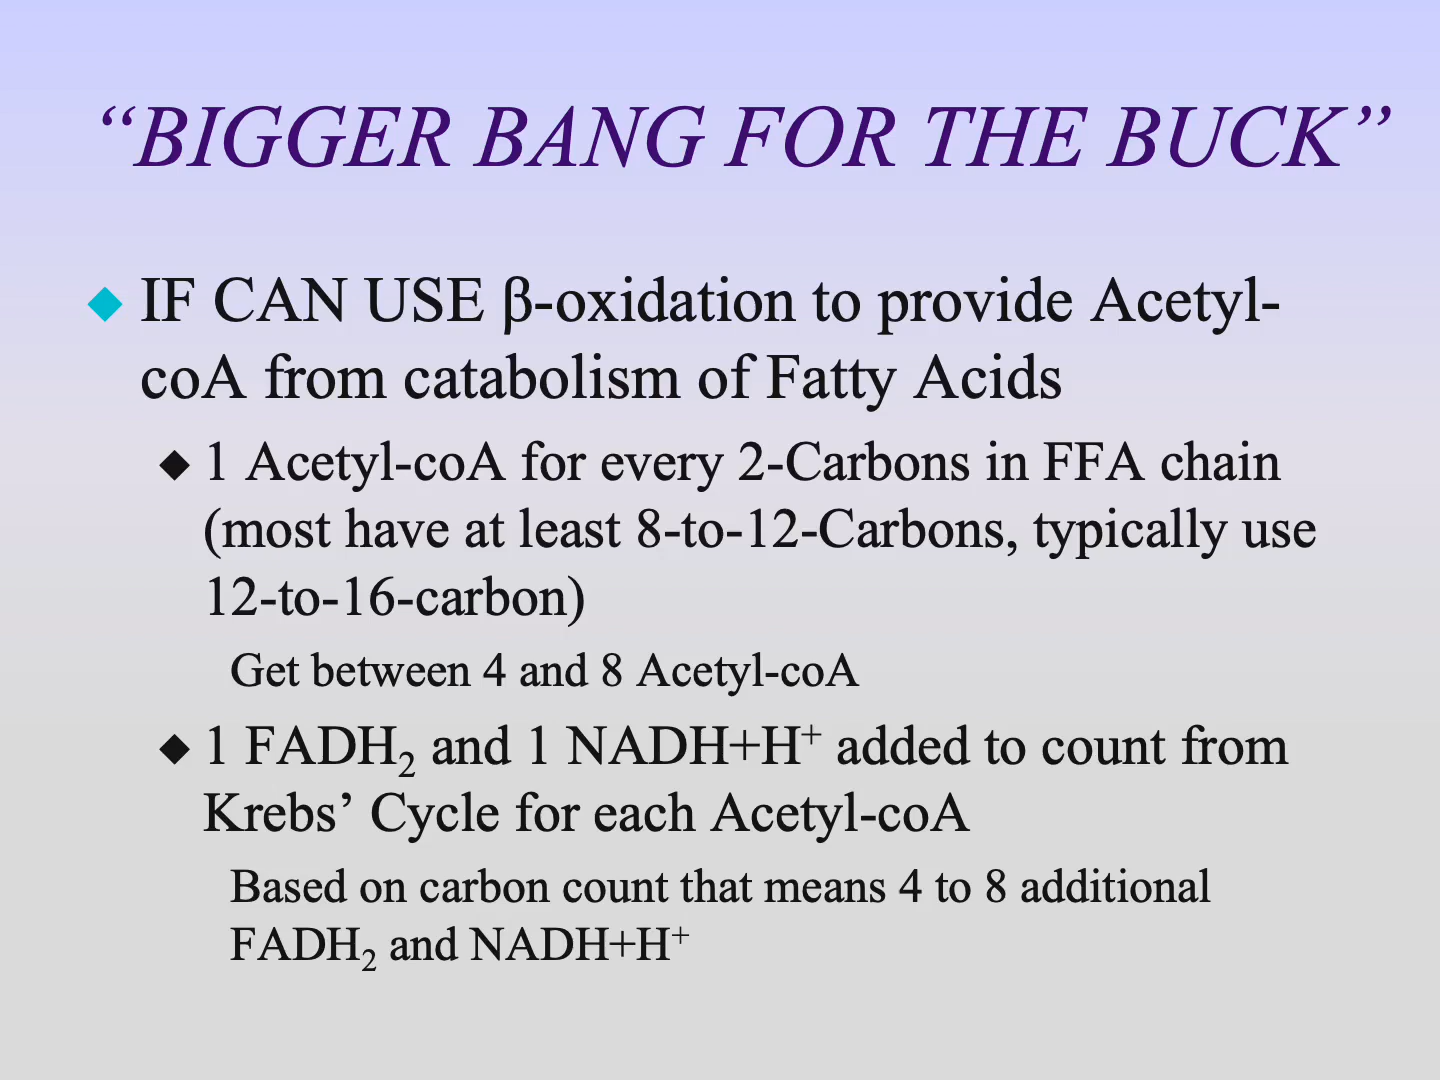 “BIGGER BANG FOR THE BUCK”
IF CAN USE β-oxidation to provide Acetyl-
coA from catabolism of Fatty Acids
1 Acetyl-coA for every 2-Carbons in FFA chain
(most have at least 8-to-12-Carbons, typically use
12-to-16-carbon)
Get between 4 and 8 Acetyl-coA
1 FADH₂ and 1 NADH+H⁺ added to count from
Krebs’ Cycle for each Acetyl-coA
Based on carbon count that means 4 to 8 additional
FADH₂ and NADH+H⁺